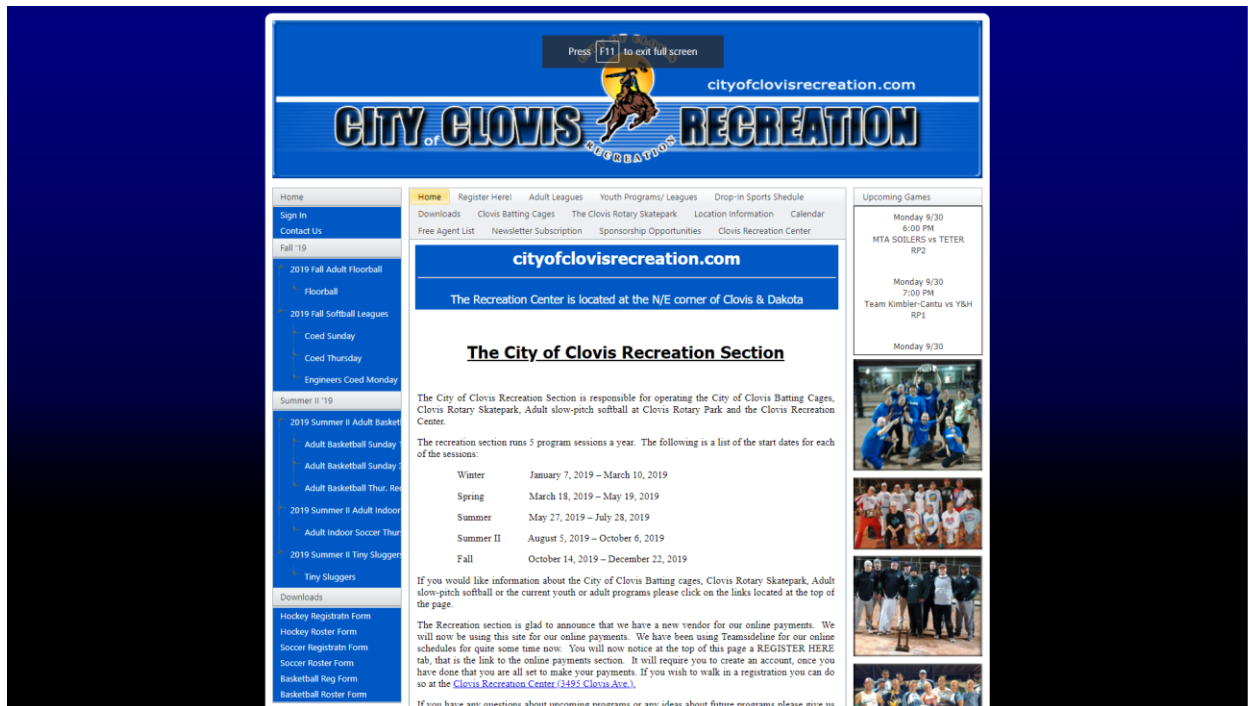 Press F11 to exit full screen
cityofclovisrecreation.com
CITY of CLOVIS RECREATION
RECREATION
Home
Sign In
Contact Us
Fall '19
2019 Fall Adult Floorball
Floorball
2019 Fall Softball Leagues
Coed Sunday
Coed Thursday
Engineers Coed Monday
Summer II '19
2019 Summer II Adult Basket
Adult Basketball Sunday
Adult Basketball Sunday
Adult Basketball Thur. Re
2019 Summer II Adult Indoor
Adult Indoor Soccer Thur
2019 Summer II Tiny Slugger
Tiny Sluggers
Downloads
Hockey Registratn Form
Hockey Roster Form
Soccer Registratn Form
Soccer Roster Form
Basketball Reg Form
Basketball Roster Form
Home Register Here! Adult Leagues Youth Programs/ Leagues Drop-In Sports Shedule
Downloads Clovis Batting Cages The Clovis Rotary Skatepark Location Information Calendar
Free Agent List Newsletter Subscription Sponsorship Opportunities Clovis Recreation Center
cityofclovisrecreation.com
The Recreation Center is located at the N/E corner of Clovis & Dakota
The City of Clovis Recreation Section
The City of Clovis Recreation Section is responsible for operating the City of Clovis Batting Cages,
Clovis Rotary Skatepark, Adult slow-pitch softball at Clovis Rotary Park and the Clovis Recreation
Center.
The recreation section runs 5 program sessions a year. The following is a list of the start dates for each
of the sessions:
Winter January 7, 2019 – March 10, 2019
Spring March 18, 2019 – May 19, 2019
Summer May 27, 2019 – July 28, 2019
Summer II August 5, 2019 – October 6, 2019
Fall October 14, 2019 – December 22, 2019
If you would like information about the City of Clovis Batting cages, Clovis Rotary Skatepark, Adult
slow-pitch softball or the current youth or adult programs please click on the links located at the top of
the page.
The Recreation section is glad to announce that we have a new vendor for our online payments. We
will now be using this site for our online payments. We have been using Teamsideline for our online
schedules for quite some time now. You will now notice at the top of this page a REGISTER HERE
tab, that is the link to the online payments section. It will require you to create an account, once you
have done that you are all set to make your payments. If you wish to walk in a registration you can do
so at the Clovis Recreation Center (3495 Clovis Ave.).
If you have any questions about upcoming programs or any ideas about future programs please give us
Upcoming Games
Monday 9/30
6:00 PM
MTA SOILERS vs TETER
RP2
Monday 9/30
7:00 PM
Team Kimbler-Cantu vs Y&H
RP1
Monday 9/30